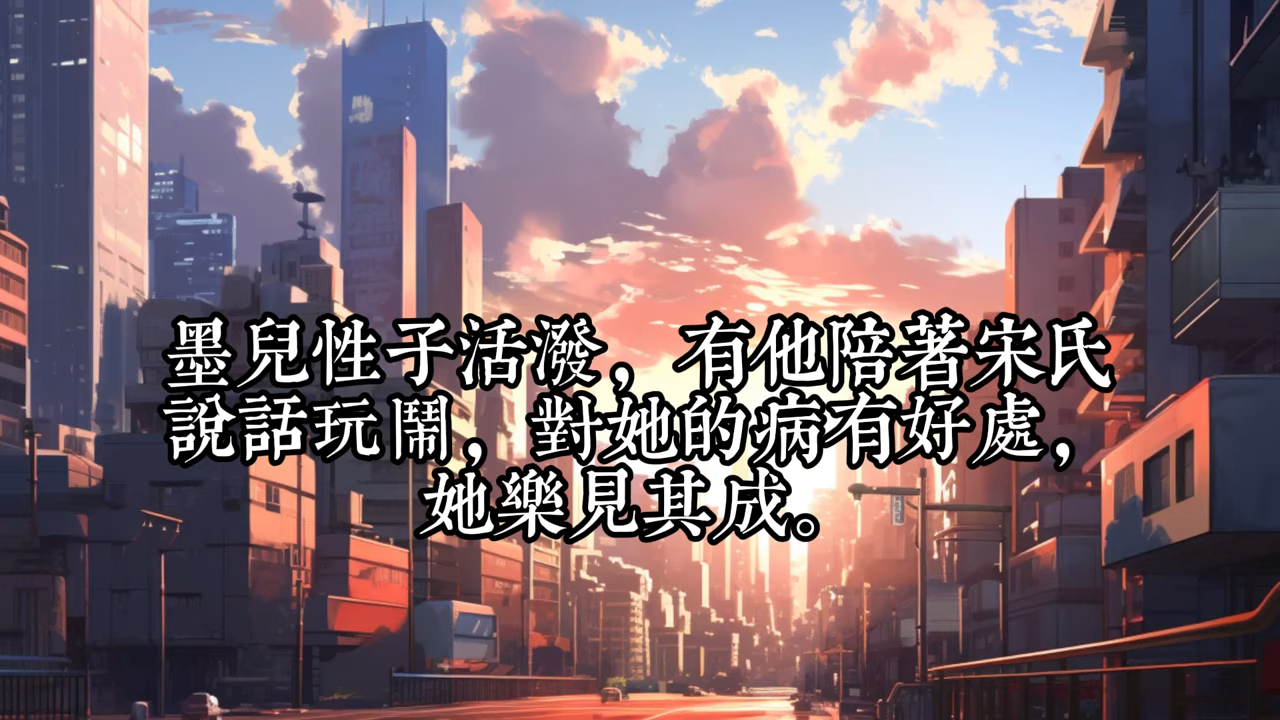 墨兒性子活潑，有他陪著宋氏
說話玩鬧，對她的病有好處，
她樂見其成。